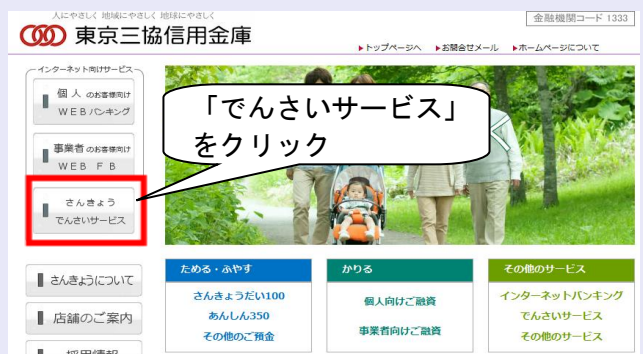 人にやさしく 地域にやさしく 地球にやさしく
東京三協信用金庫
金融機関コード 1333
トップページへ
お問合せメール
ホームページについて
インターネット向けサービス
個人 のお客様向け
WEBバンキング
事業者 のお客様向け
WEB FB
さんきょう
でんさいサービス
「でんさいサービス」
をクリック
さんきょうについて
店舗のご案内
採用情報
ためる・ふやす
さんきょうだい100
あんしん350
その他のご預金
かりる
個人向けご融資
事業者向けご融資
その他のサービス
インターネットバンキング
でんさいサービス
その他のサービス